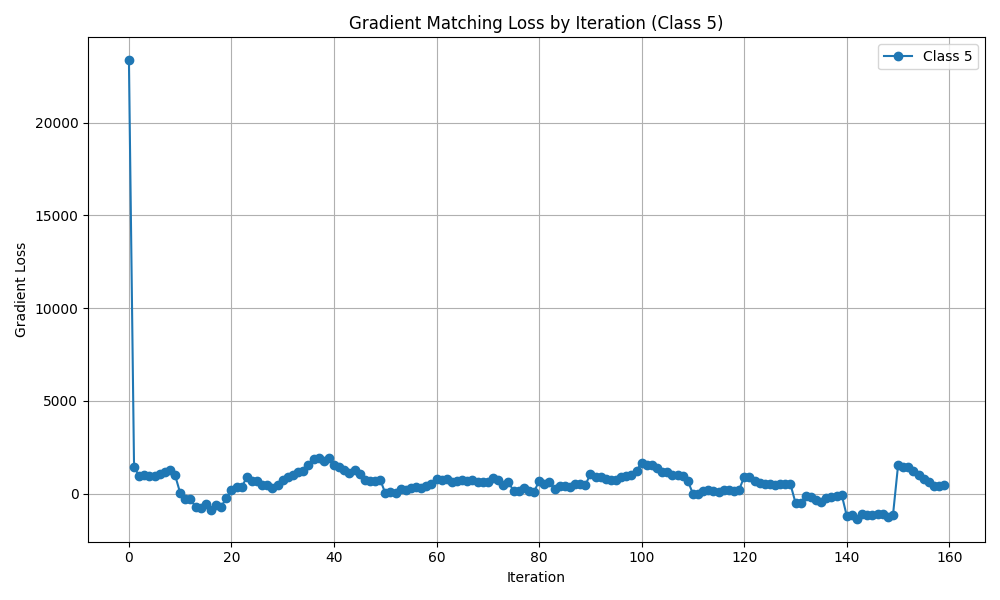 Gradient Matching Loss by Iteration (Class 5)
Class 5
20000
15000
10000
5000
0
Gradient Loss
0 20 40 60 80 100 120 140 160
Iteration